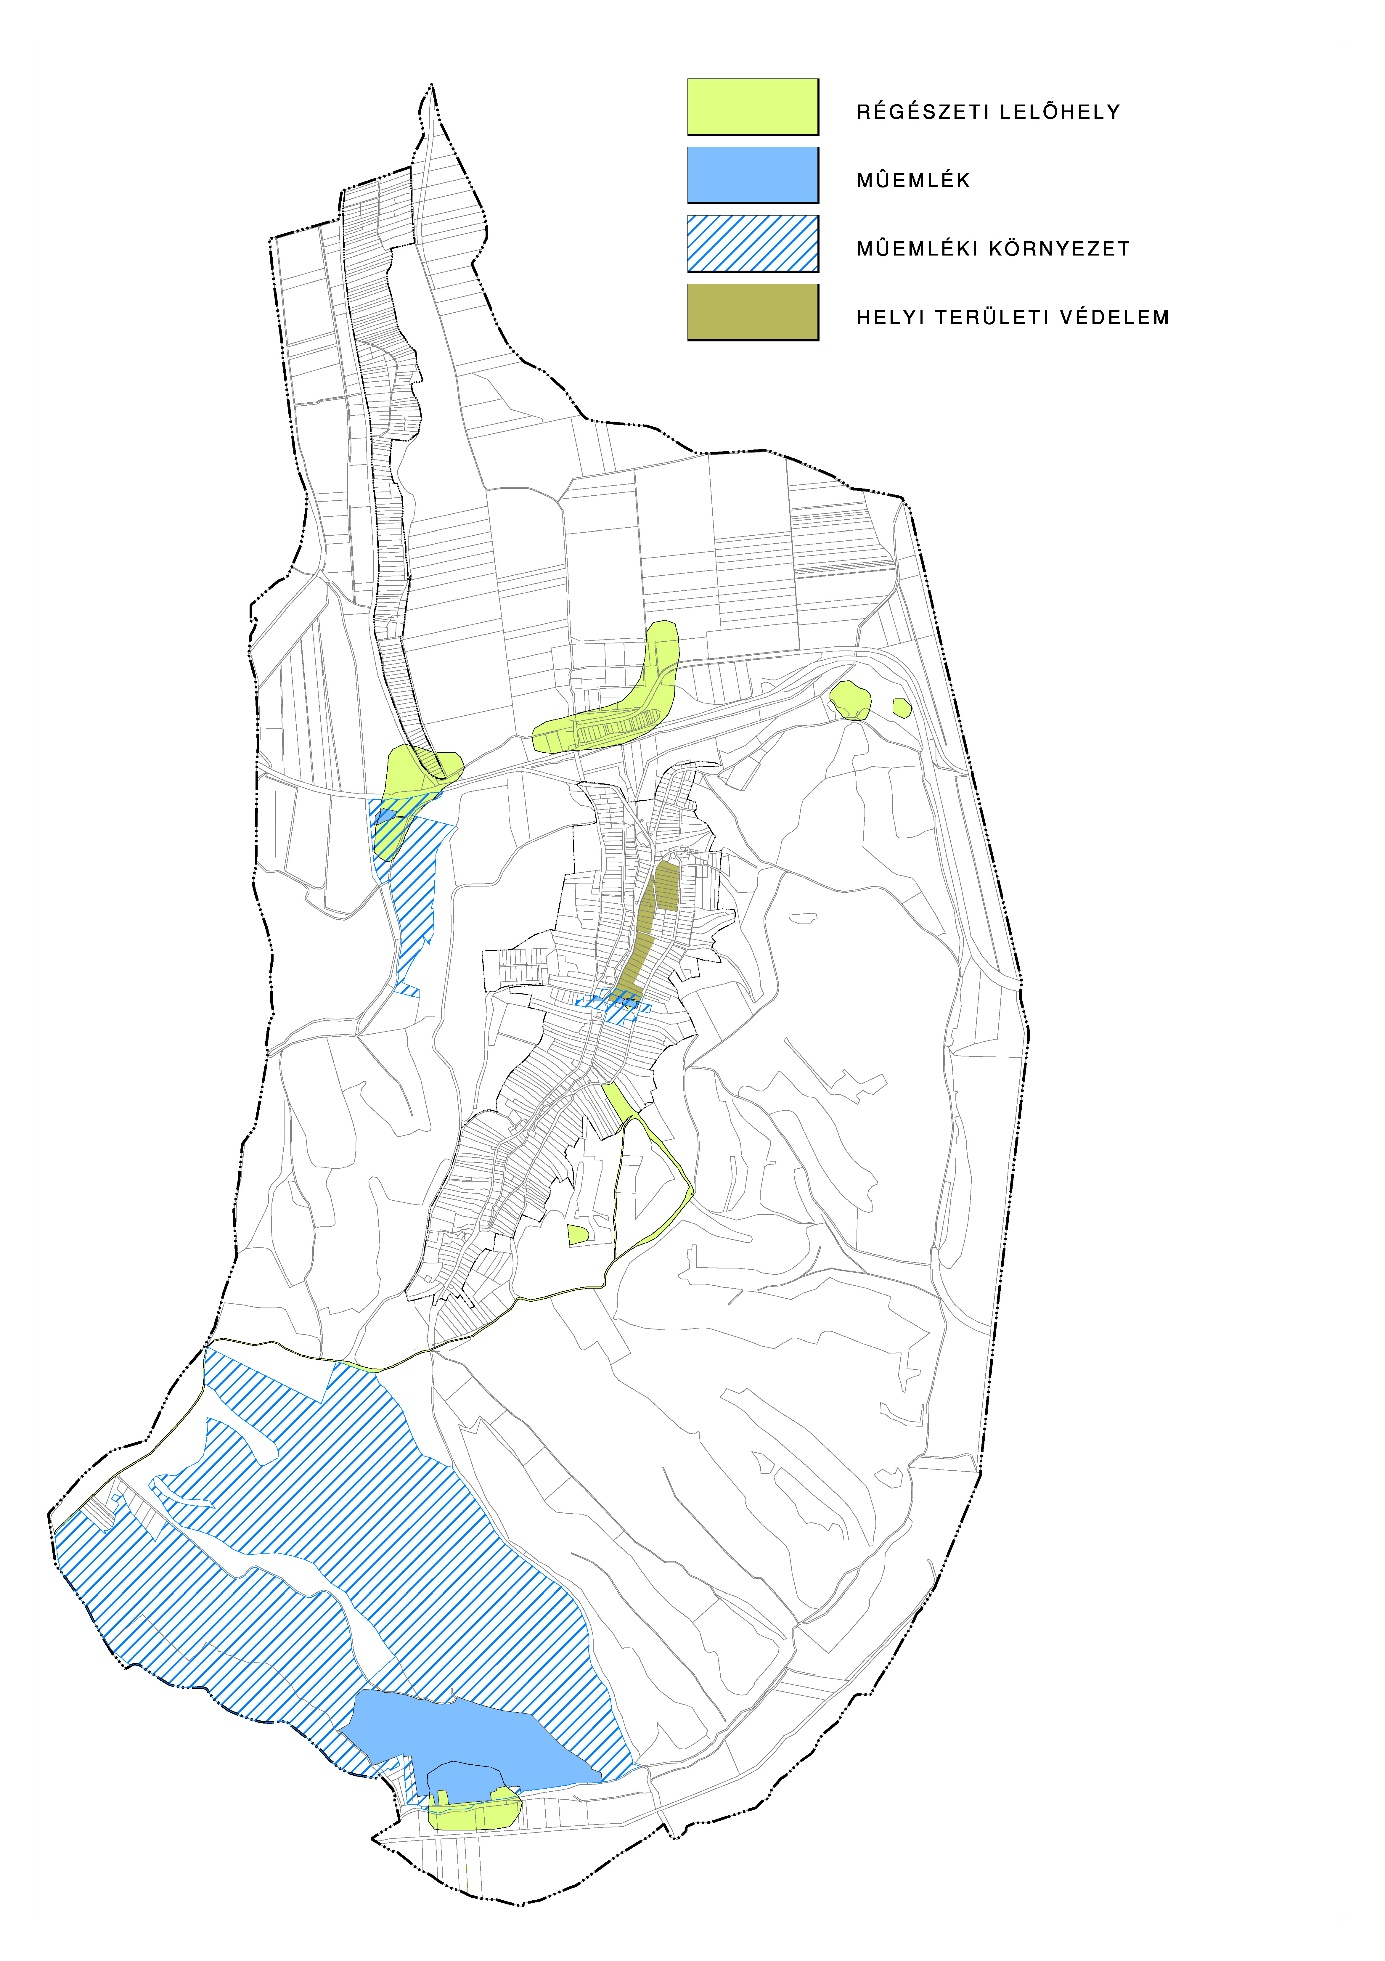 RÉGÉSZETI LELÕHELY
MÛEMLÉK
MÛEMLÉKI KÖRNYEZET
HELYI TERÜLETI VÉDELEM